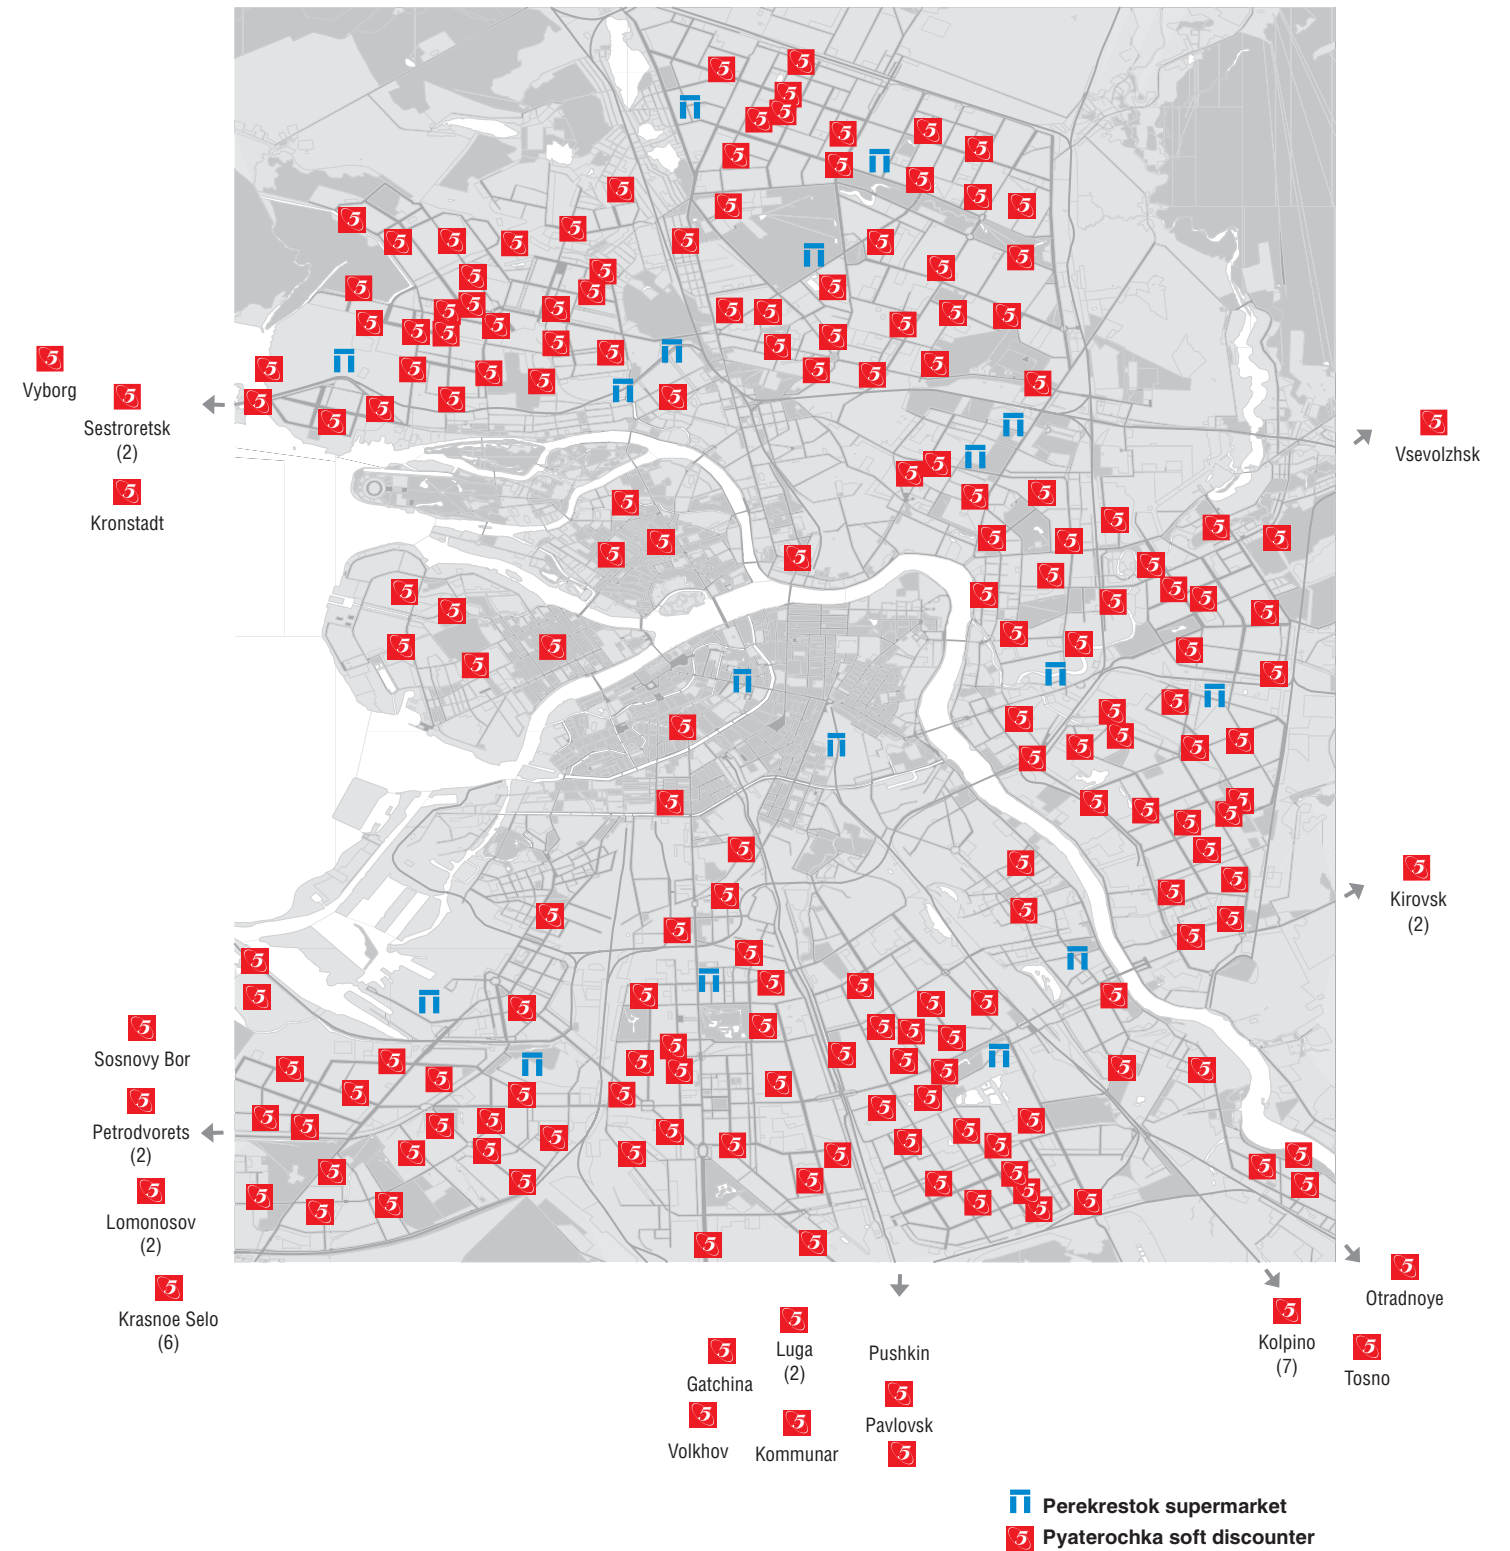 Vyborg
Sestroretsk
(2)
Kronstadt
Vsevolzhsk
Kirovsk
(2)
Sosnovy Bor
Petrodvorets
(2)
Lomonosov
(2)
Krasnoe Selo
(6)
Otradnoye
Kolpino
(7)
Tosno
Luga
(2)
Pushkin
Gatchina
Pavlovsk
Volkhov
Kommunar
Perekrestok supermarket
5 Pyaterochka soft discounter